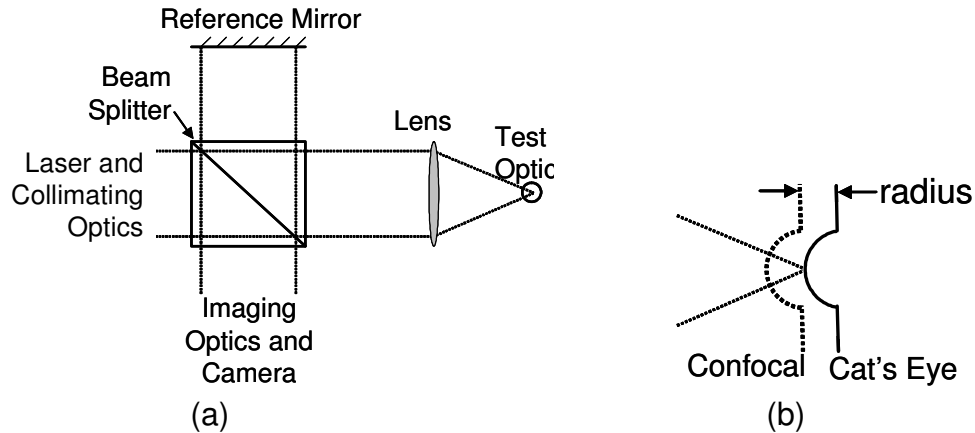 Reference Mirror
Beam
Splitter
Lens
Test
Optic
Laser and
Collimating
Optics
Imaging
Optics and
Camera
(a)
radius
Confocal
Cat's Eye
(b)